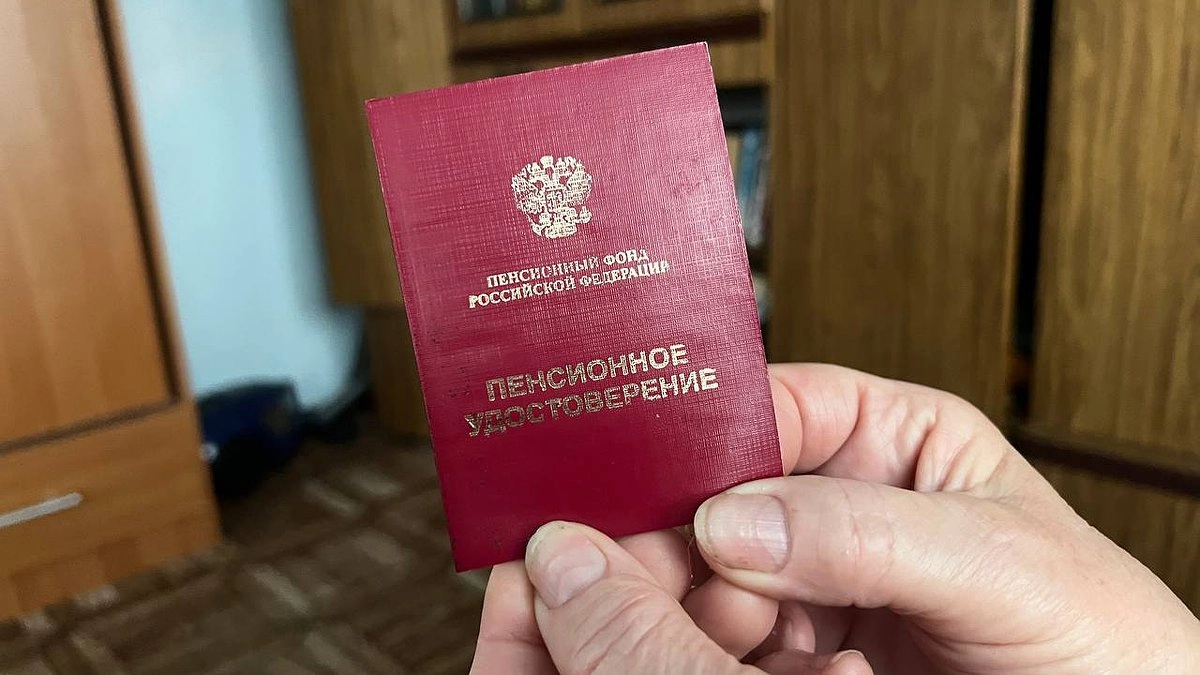 ПЕНСИОННЫЙ ФОНД
РОССИЙСКОЙ ФЕДЕРАЦИИ
ПЕНСИОННОЕ
УДОСТОВЕРЕНИЕ